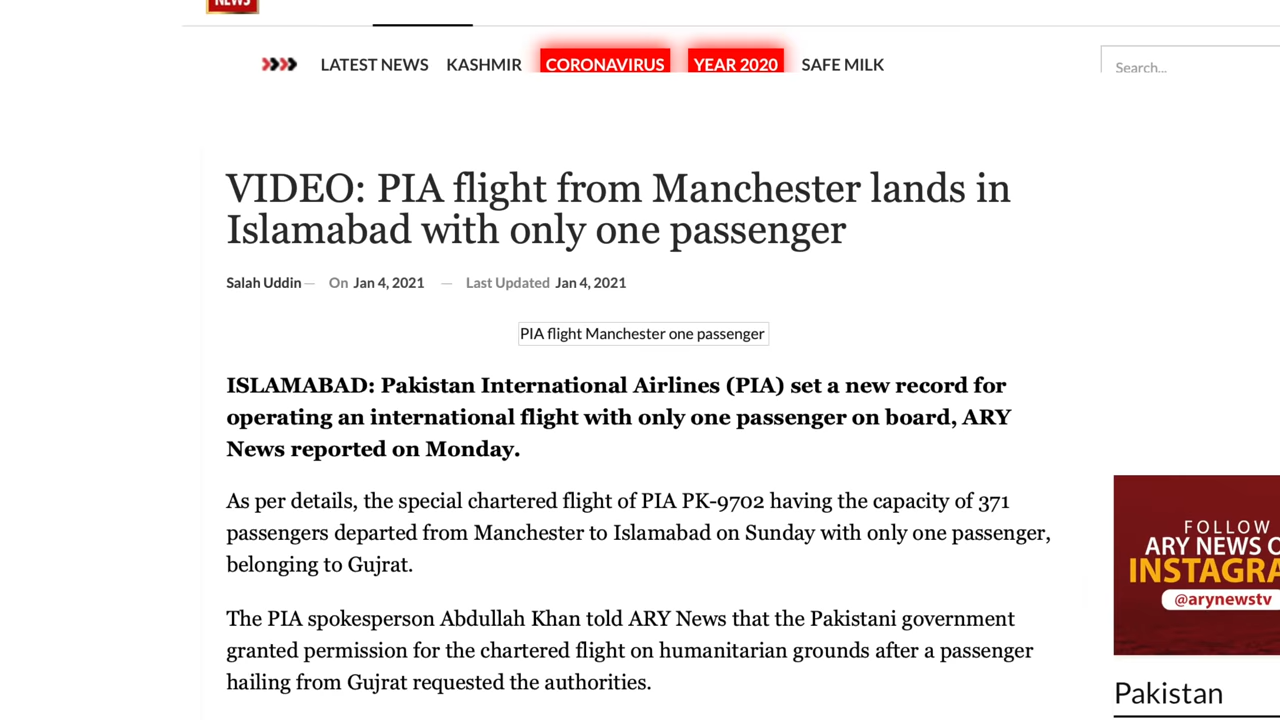 NEWS
LATEST NEWS KASHMIR CORONAVIRUS YEAR 2020 SAFE MILK
Search...
VIDEO: PIA flight from Manchester lands in
Islamabad with only one passenger
Salah Uddin — On Jan 4, 2021 — Last Updated Jan 4, 2021
PIA flight Manchester one passenger
ISLAMABAD: Pakistan International Airlines (PIA) set a new record for
operating an international flight with only one passenger on board, ARY
News reported on Monday.
As per details, the special chartered flight of PIA PK-9702 having the capacity of 371
passengers departed from Manchester to Islamabad on Sunday with only one passenger,
belonging to Gujrat.
The PIA spokesperson Abdullah Khan told ARY News that the Pakistani government
granted permission for the chartered flight on humanitarian grounds after a passenger
hailing from Gujrat requested the authorities.
FOLLOW
ARY NEWS O
INSTAGRA
@arynewstv
Pakistan